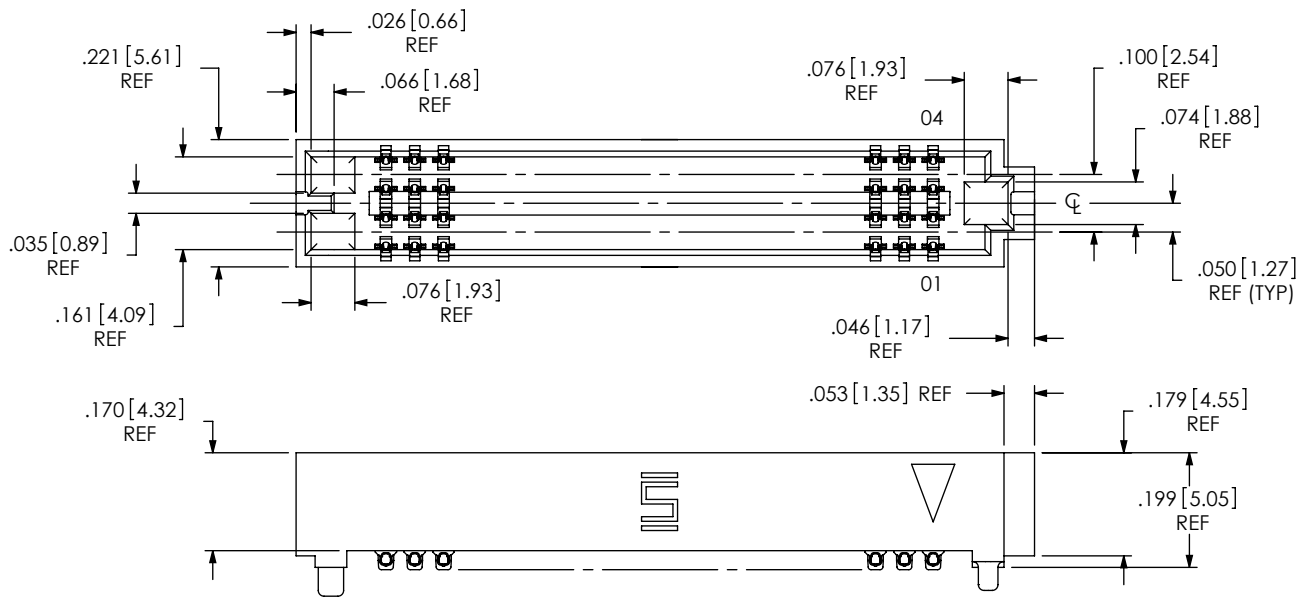 .026[0.66]
REF
.221[5.61]
REF
.066[1.68]
REF
.076[1.93]
REF
.100[2.54]
REF
04
.074[1.88]
REF
℄
.035[0.89]
REF
.161[4.09]
REF
.076[1.93]
REF
01
.050[1.27]
REF (TYP)
.046[1.17]
REF
.053[1.35] REF
.170[4.32]
REF
.179[4.55]
REF
.199[5.05]
REF